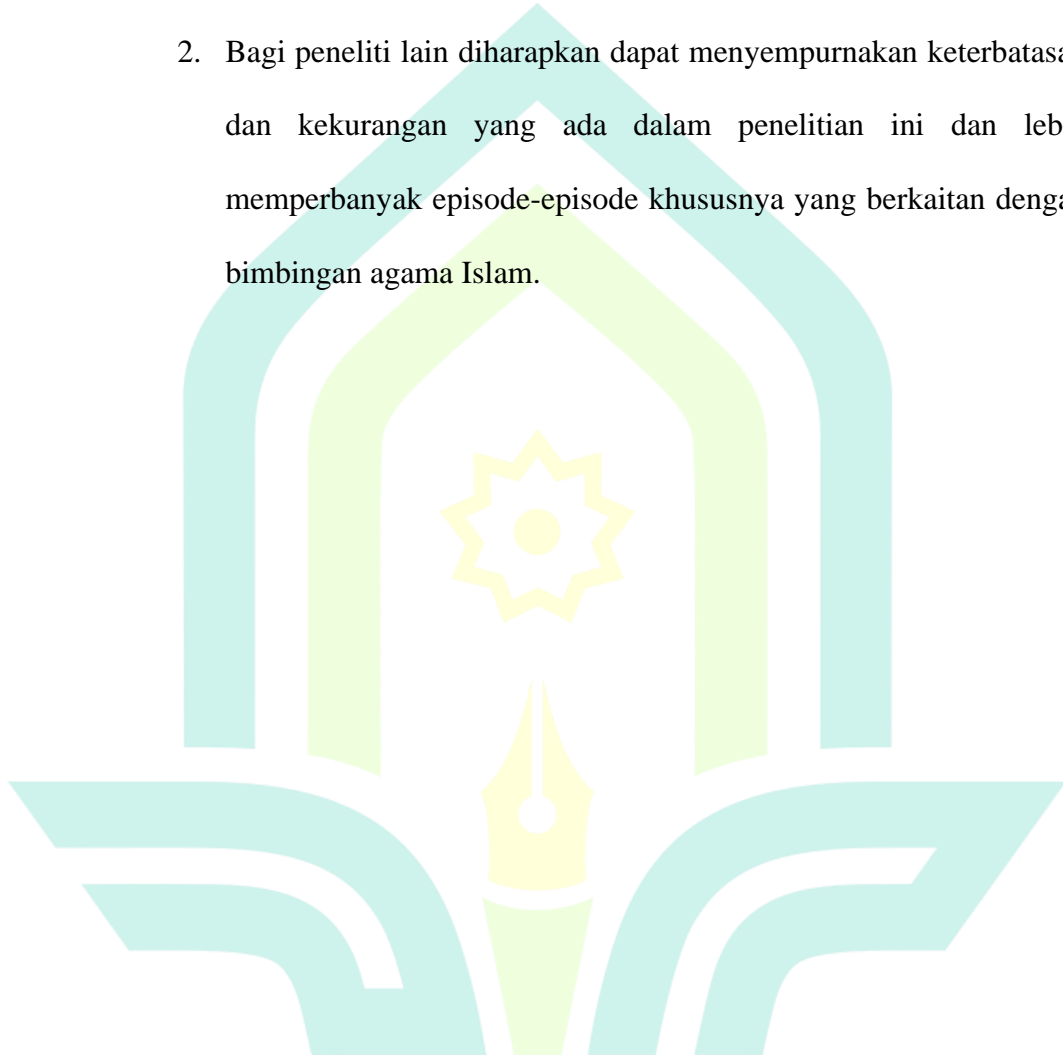 2. Bagi peneliti lain diharapkan dapat menyempurnakan keterbatasa
dan kekurangan yang ada dalam penelitian ini dan leb
memperbanyak episode-episode khususnya yang berkaitan denga
bimbingan agama Islam.